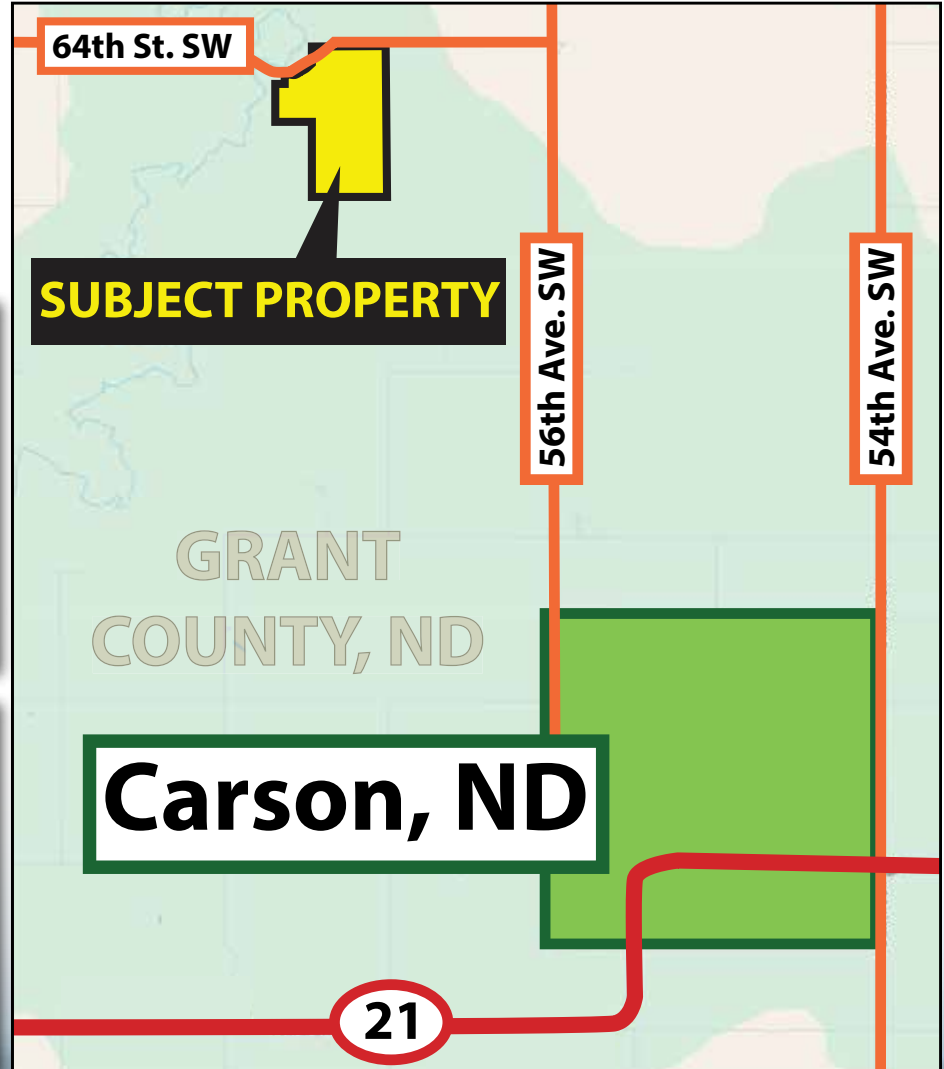 64th St. SW
SUBJECT PROPERTY
56th Ave. SW
54th Ave. SW
GRANT
COUNTY, ND
Carson, ND
21